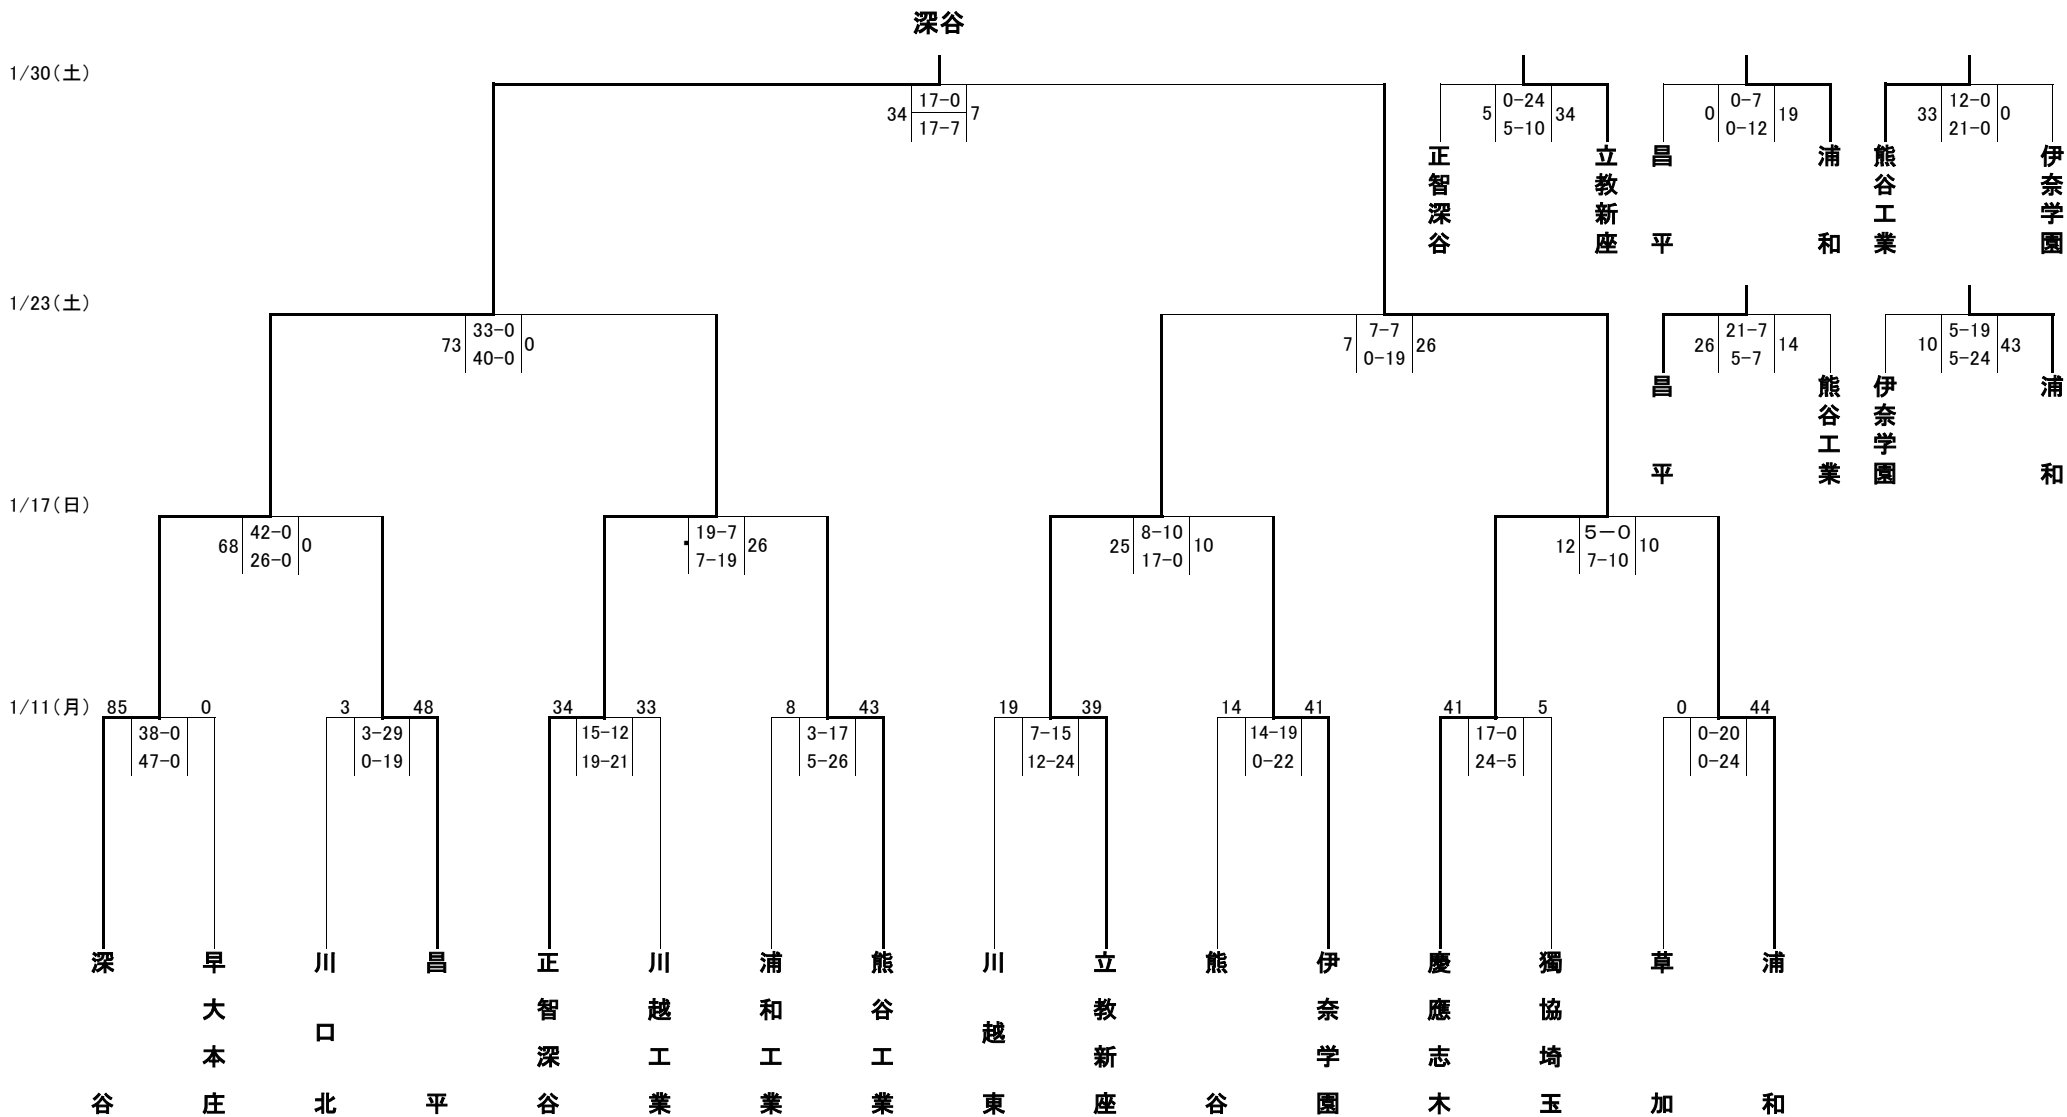 深谷
1/30(土)
34 17-0 7
17-7
5 0-24 34
5-10
0 0-7 19
0-12
33 12-0 0
21-0
正智深谷
立教新座
昌平
浦和
熊谷工業
伊奈学園
1/23(土)
73 33-0 0
40-0
7 7-7 26
0-19
26 21-7 14
5-7
10 5-19 43
5-24
昌平
熊谷工業
伊奈学園
浦和
1/17(日)
68 42-0 0
26-0
19-7 26
7-19
25 8-10 10
17-0
12 5－0 10
7-10
1/11(月)
85 0
38-0
47-0
3 48
3-29
0-19
34 33
15-12
19-21
8 43
3-17
5-26
19 39
7-15
12-24
14 41
14-19
0-22
41 5
17-0
24-5
0 44
0-20
0-24
深谷
早大本庄
川口北
昌平
正智深谷
川越工業
浦和工業
熊谷工業
川越東
立教新座
熊谷
伊奈学園
慶應志木
獨協埼玉
草加
浦和